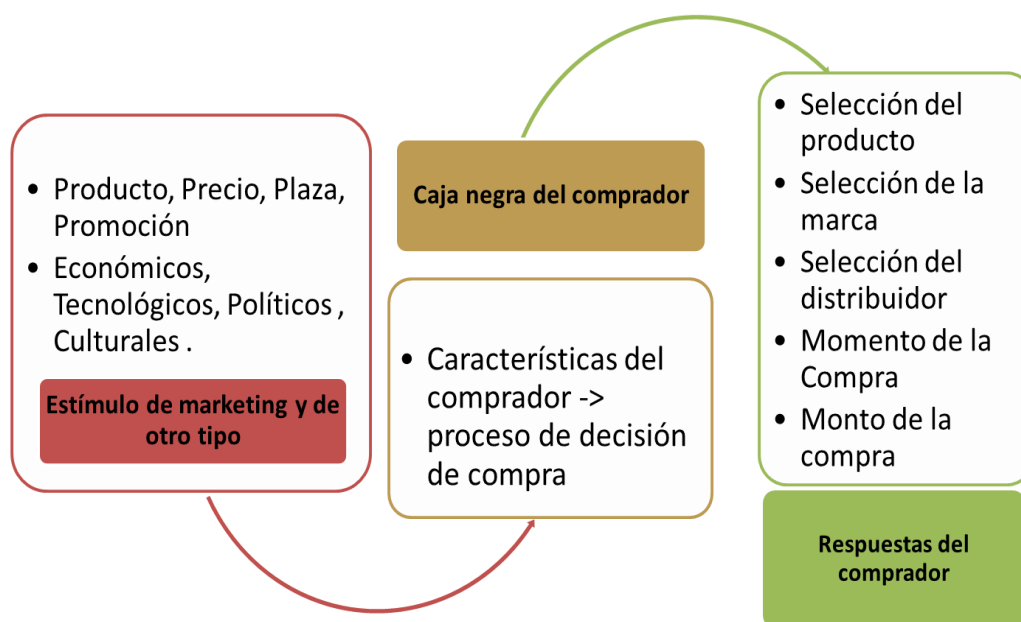 • Producto, Precio, Plaza,
Promoción
• Económicos,
Tecnológicos, Políticos ,
Culturales .
Estímulo de marketing y de
otro tipo
Caja negra del comprador
• Características del
comprador ->
proceso de decisión
de compra
• Selección del
producto
• Selección de la
marca
• Selección del
distribuidor
• Momento de la
Compra
• Monto de la
compra
Respuestas del
comprador